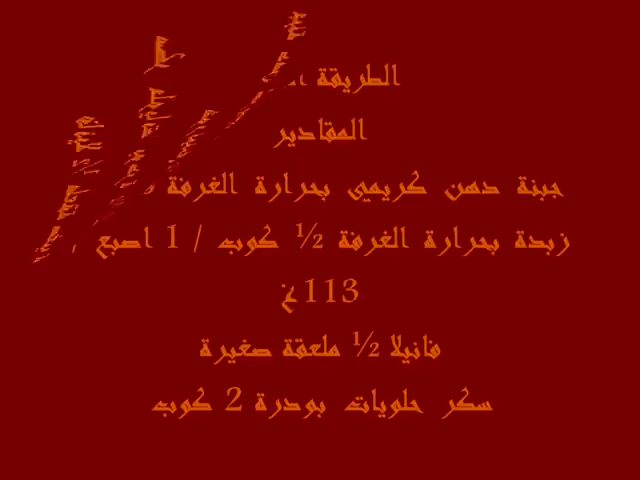 الطريقة
المقادير
جبنة دهن كريمي بحرارة الغرفة
زبدة بحرارة الغرفة ½ كوب / 1 اصبع
113غ
فانيلا ½ ملعقة صغيرة
سكر حلويات بودرة 2 كوب